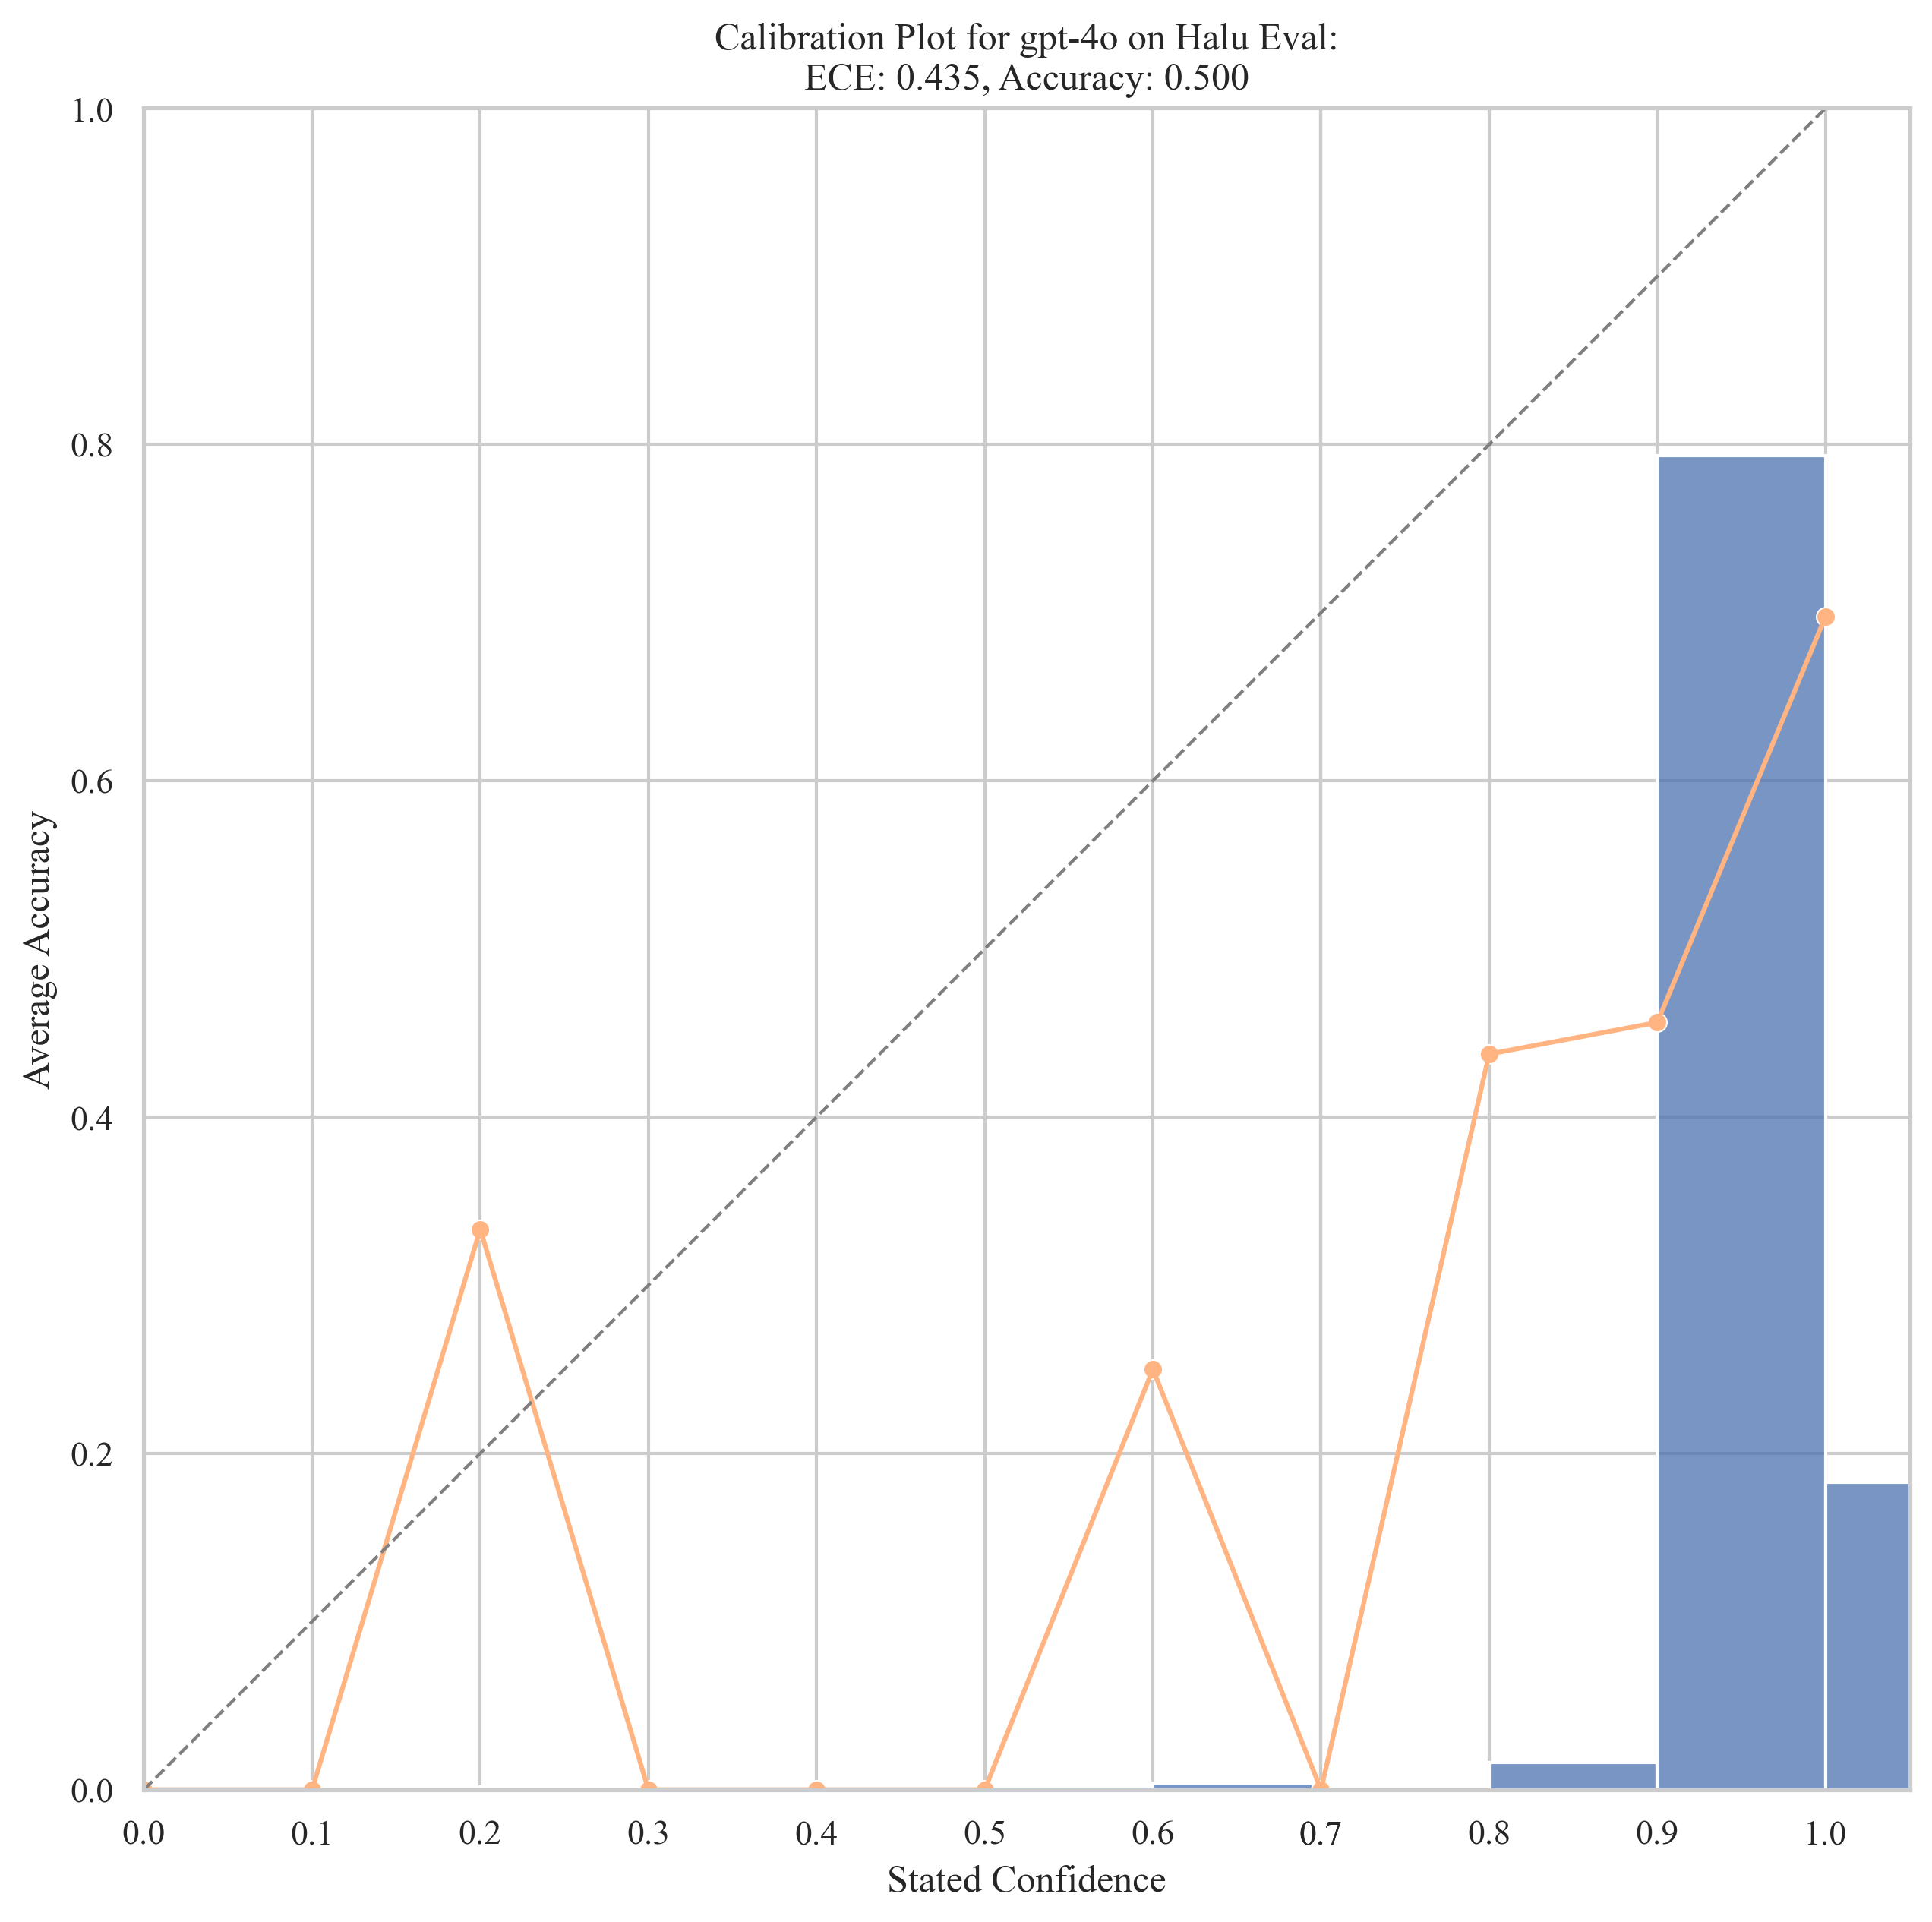 Calibration Plot for gpt-4o on Halu Eval:
ECE: 0.435, Accuracy: 0.500
1.0
0.8
0.6
0.4
0.2
0.0
Average Accuracy
0.0 0.1 0.2 0.3 0.4 0.5 0.6 0.7 0.8 0.9 1.0
Stated Confidence